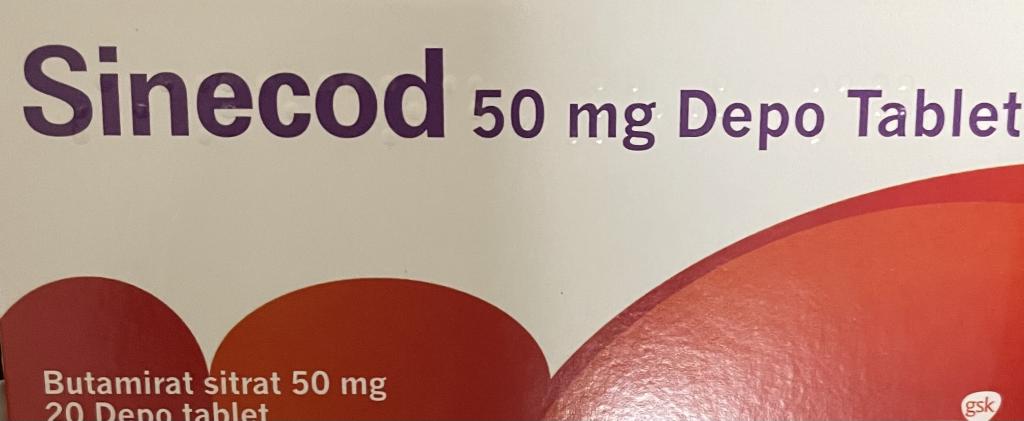 Sinecod 50 mg Depo Tablet
Butamirat sitrat 50 mg
20 Depo tablet
gsk